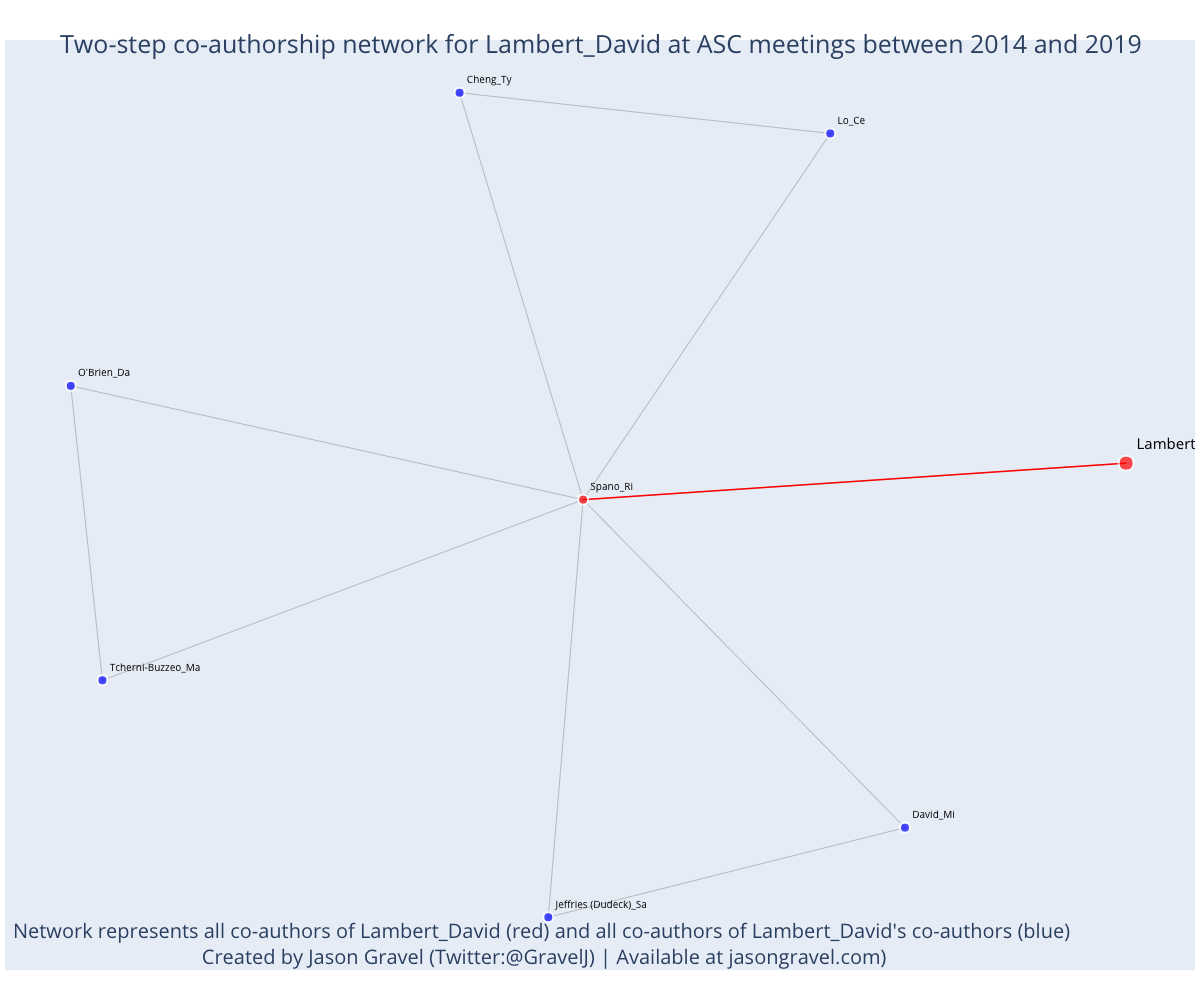 Two-step co-authorship network for Lambert_David at ASC meetings between 2014 and 2019
Cheng_Ty
Lo_Ce
O'Brien_Da
Lambert
Spano_Ri
Tcherni-Buzzeo_Ma
David_Mi
Jeffries (Dudeck)_Sa
Network represents all co-authors of Lambert_David (red) and all co-authors of Lambert_David's co-authors (blue)
Created by Jason Gravel (Twitter:@GravelJ) | Available at jasongravel.com)